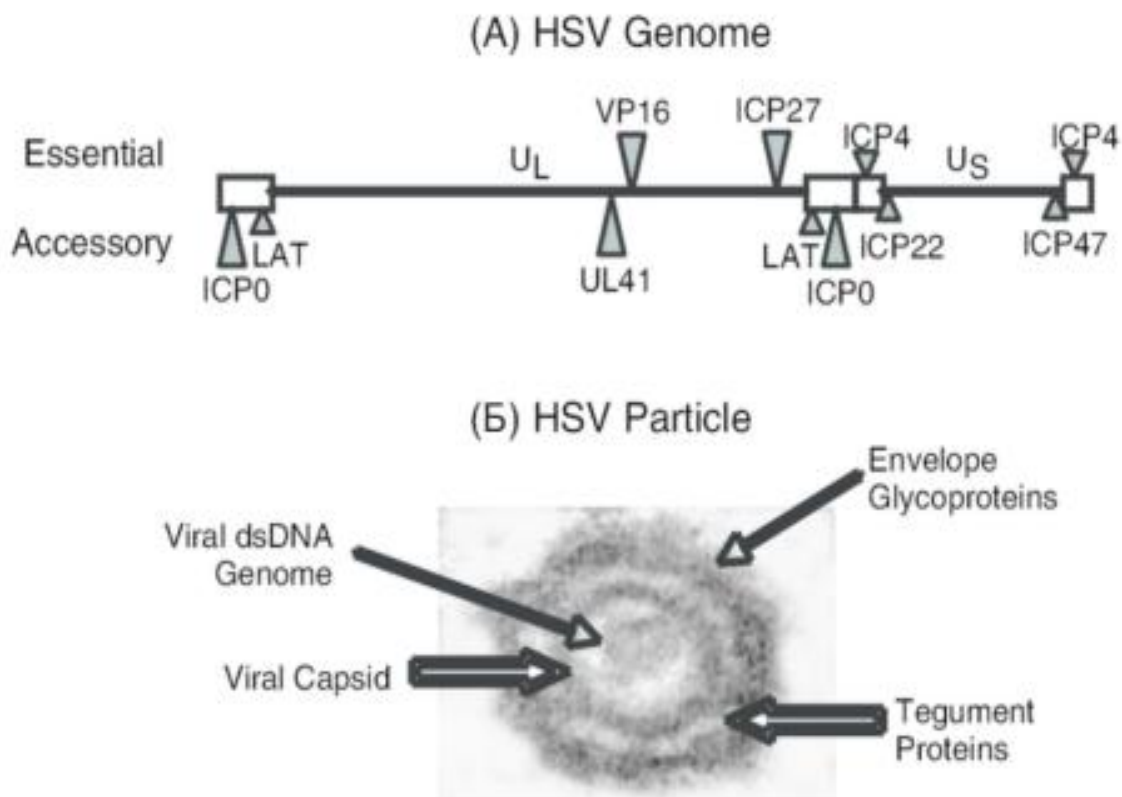 (A) HSV Genome
VP16
ICP27
ICP4
ICP4
Essential
U_L
U_S
Accessory
LAT
LAT
ICP22
ICP47
ICP0
UL41
ICP0
(Б) HSV Particle
Envelope
Glycoproteins
Viral dsDNA
Genome
Viral Capsid
Tegument
Proteins